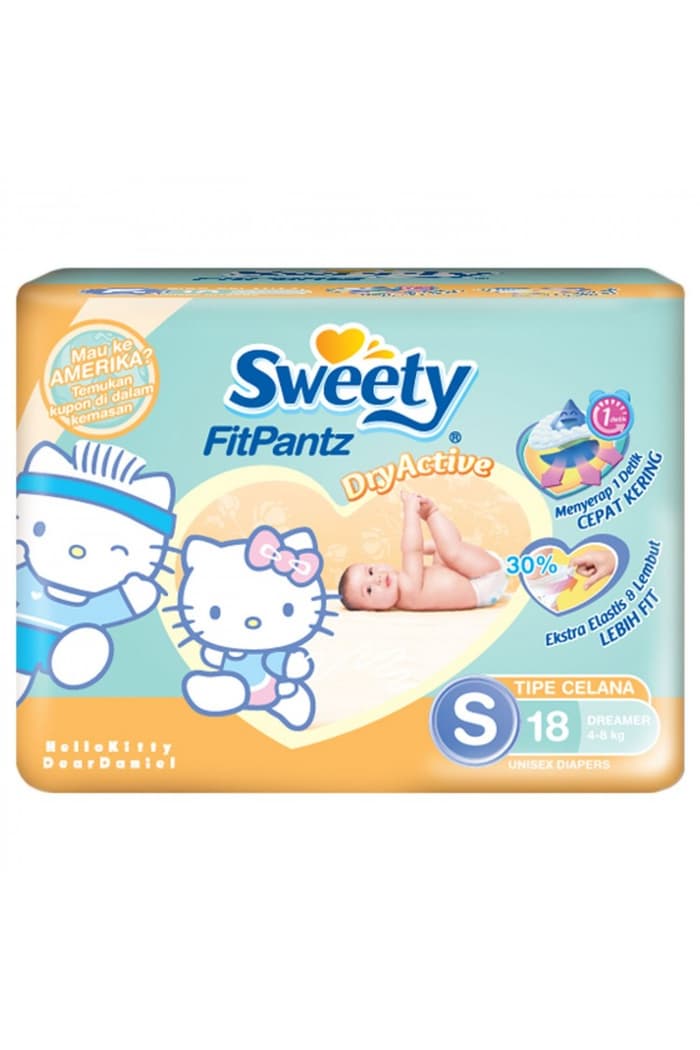 Mau ke
AMERIKA?
Temukan
kupon di dalam
kemasan
Sweety
®
FitPantz
DryActive
1 detik
Menyerap 1 Detik
CEPAT KERING
30%
Ekstra Elastis & Lembut
LEBIH FIT
HelloKitty
DearDaniel
TIPE CELANA
S
18
DREAMER
4-8 kg
UNISEX DIAPERS